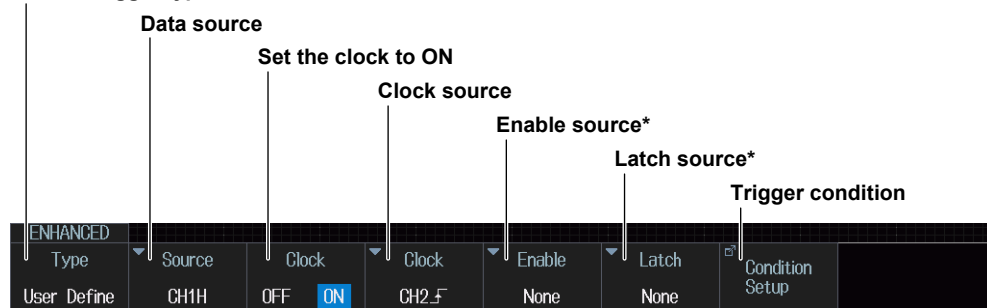 Data source
Set the clock to ON
Clock source
Enable source*
Latch source*
Trigger condition
ENHANCED
Type
Source
Clock
Clock
Enable
Latch
Condition
Setup
User Define
CH1H
OFF ON
CH2
None
None